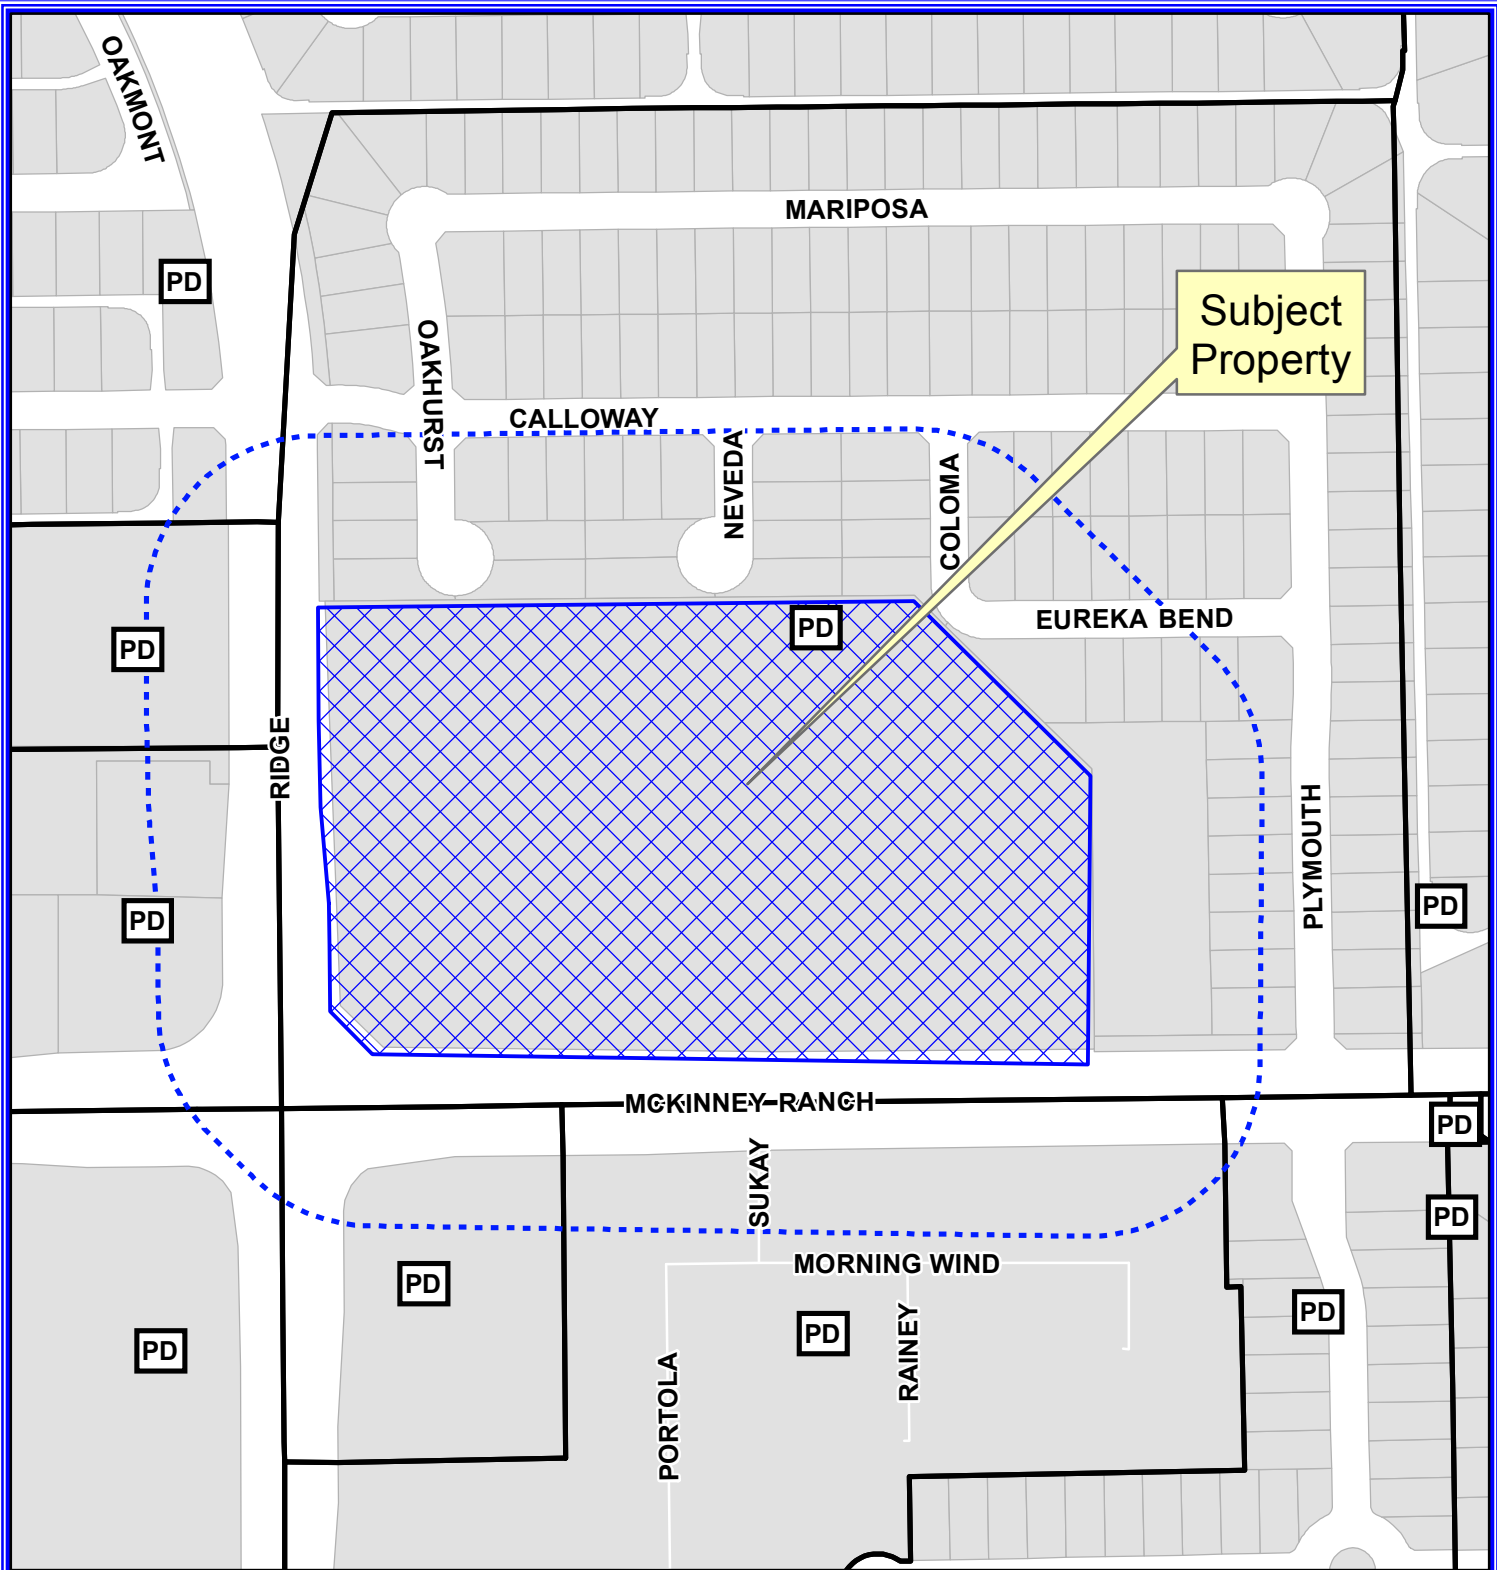 OAKMONT
MARIPOSA
PD
Subject
Property
OAKHURST
CALLOWAY
NEVEDA
COLOMA
EUREKA BEND
PD
PD
RIDGE
PLYMOUTH
PD
PD
MCKINNEY RANCH
PD
SUKAY
PD
MORNING WIND
PD
PD
PD
RAINEY
PD
PORTOLA